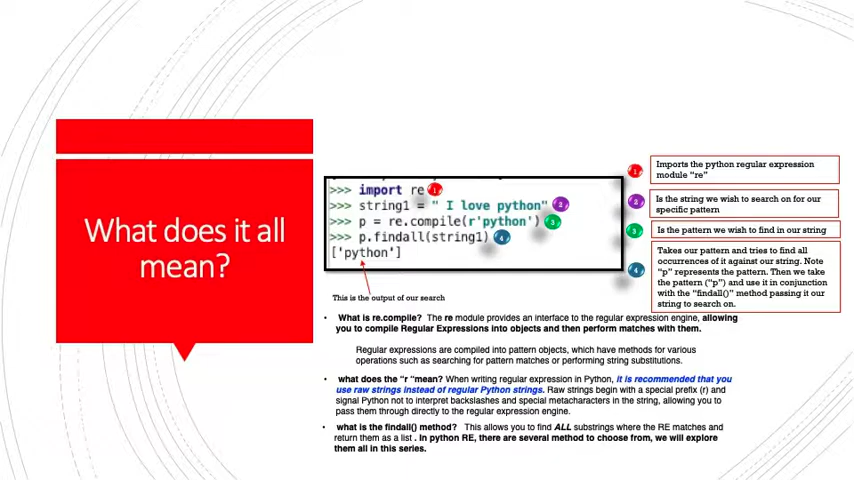 What does it all
mean?
>>> import re 1
>>> string1 = " I love python" 2
>>> p = re.compile(r'python') 3
>>> p.findall(string1) 4
['python']
This is the output of our search
1 Imports the python regular expression
module "re"
2 Is the string we wish to search on for our
specific pattern
3 Is the pattern we wish to find in our string
4 Takes our pattern and tries to find all
occurrences of it against our string. Note
"p" represents the pattern. Then we take
the pattern ("p") and use it in conjunction
with the "findall()" method passing it our
string to search on.
• What is re.compile? The re module provides an interface to the regular expression engine, allowing
you to compile Regular Expressions into objects and then perform matches with them.
Regular expressions are compiled into pattern objects, which have methods for various
operations such as searching for pattern matches or performing string substitutions.
• what does the "r "mean? When writing regular expression in Python, it is recommended that you
use raw strings instead of regular Python strings. Raw strings begin with a special prefix (r) and
signal Python not to interpret backslashes and special metacharacters in the string, allowing you to
pass them through directly to the regular expression engine.
• what is the findall() method? This allows you to find ALL substrings where the RE matches and
return them as a list . In python RE, there are several method to choose from, we will explore
them all in this series.